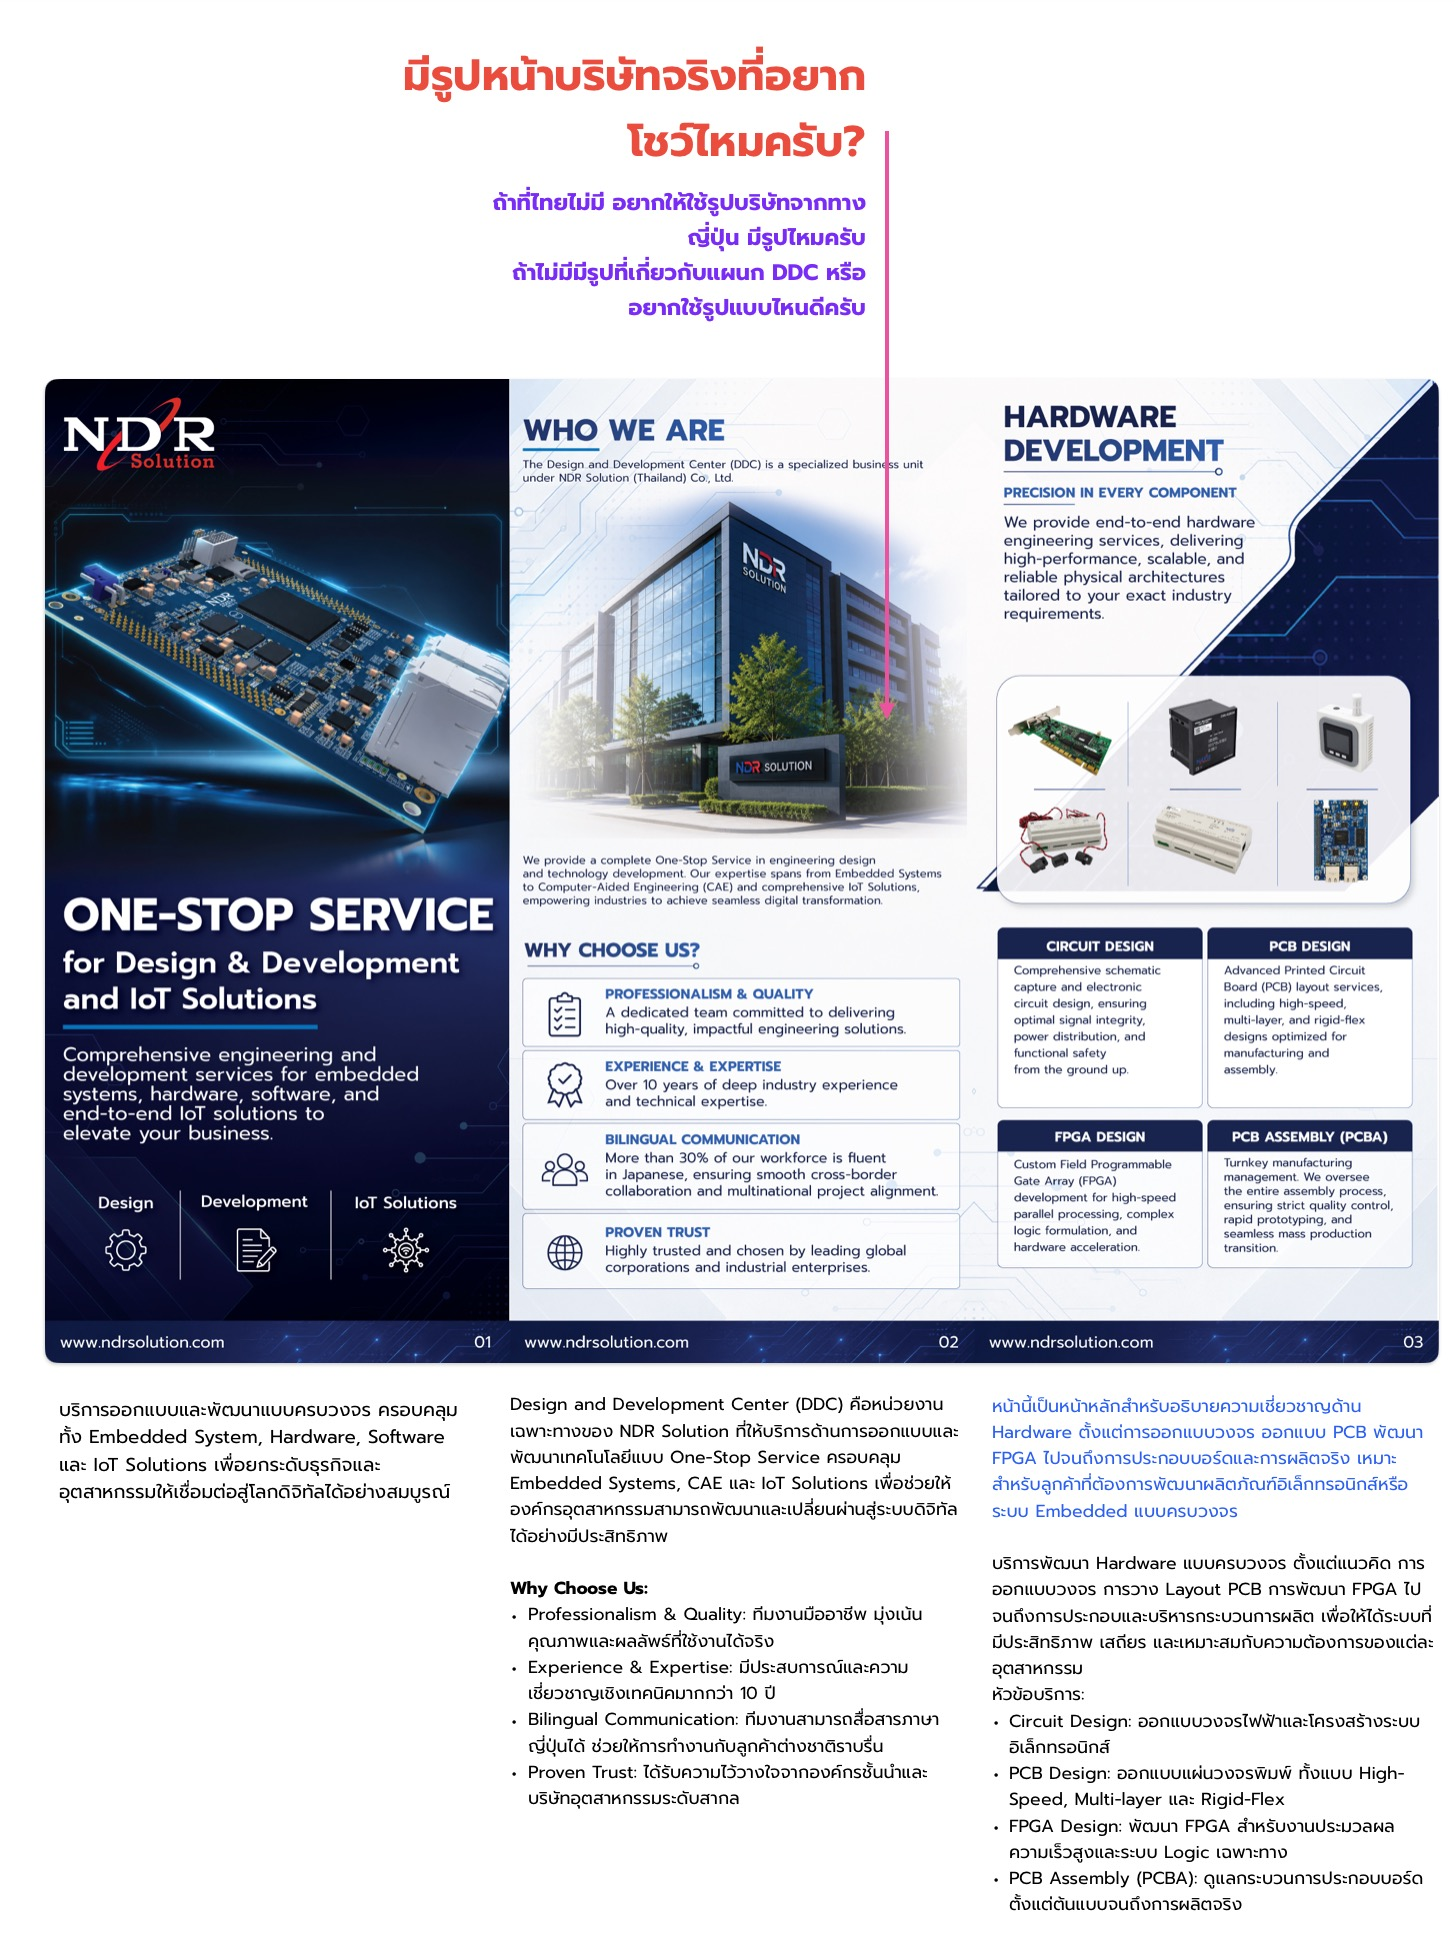 มีรูปหน้าบริษัทจริงที่อยาก
โชว์ไหมครับ?
ถ้าที่ไทยไม่มี อยากให้ใช้รูปบริษัทจากทาง
ญี่ปุ่น มีรูปไหมครับ
ถ้าไม่มีมีรูปที่เกี่ยวกับแผนก DDC หรือ
อยากใช้รูปแบบไหนดีครับ
NDR
Solution
NDR
ONE-STOP SERVICE
for Design & Development
and IoT Solutions
Comprehensive engineering and
development services for embedded
systems, hardware, software, and
end-to-end IoT solutions to
elevate your business.
Design
Development
IoT Solutions
www.ndrsolution.com
01
WHO WE ARE
The Design and Development Center (DDC) is a specialized business unit
under NDR Solution (Thailand) Co., Ltd.
NDR
SOLUTION
NDR SOLUTION
We provide a complete One-Stop Service in engineering design
and technology development. Our expertise spans from Embedded Systems
to Computer-Aided Engineering (CAE) and comprehensive IoT Solutions,
empowering industries to achieve seamless digital transformation.
WHY CHOOSE US?
PROFESSIONALISM & QUALITY
A dedicated team committed to delivering
high-quality, impactful engineering solutions.
EXPERIENCE & EXPERTISE
Over 10 years of deep industry experience
and technical expertise.
BILINGUAL COMMUNICATION
More than 30% of our workforce is fluent
in Japanese, ensuring smooth cross-border
collaboration and multinational project alignment.
PROVEN TRUST
Highly trusted and chosen by leading global
corporations and industrial enterprises.
www.ndrsolution.com
02
HARDWARE
DEVELOPMENT
PRECISION IN EVERY COMPONENT
We provide end-to-end hardware
engineering services, delivering
high-performance, scalable, and
reliable physical architectures
tailored to your exact industry
requirements.
CIRCUIT DESIGN
Comprehensive schematic
capture and electronic
circuit design, ensuring
optimal signal integrity,
power distribution, and
functional safety
from the ground up.
PCB DESIGN
Advanced Printed Circuit
Board (PCB) layout services,
including high-speed,
multi-layer, and rigid-flex
designs optimized for
manufacturing and
assembly.
FPGA DESIGN
Custom Field Programmable
Gate Array (FPGA)
development for high-speed
parallel processing, complex
logic formulation, and
hardware acceleration.
PCB ASSEMBLY (PCBA)
Turnkey manufacturing
management. We oversee
the entire assembly process,
ensuring strict quality control,
rapid prototyping, and
seamless mass production
transition.
www.ndrsolution.com
03
บริการออกแบบและพัฒนาแบบครบวงจร ครอบคลุม
ทั้ง Embedded System, Hardware, Software
และ IoT Solutions เพื่อยกระดับธุรกิจและ
อุตสาหกรรมให้เชื่อมต่อสู่โลกดิจิทัลได้อย่างสมบูรณ์
Design and Development Center (DDC) คือหน่วยงาน
เฉพาะทางของ NDR Solution ที่ให้บริการด้านการออกแบบและ
พัฒนาเทคโนโลยีแบบ One-Stop Service ครอบคลุม
Embedded Systems, CAE และ IoT Solutions เพื่อช่วยให้
องค์กรอุตสาหกรรมสามารถพัฒนาและเปลี่ยนผ่านสู่ระบบดิจิทัล
ได้อย่างมีประสิทธิภาพ
Why Choose Us:
• Professionalism & Quality: ทีมงานมืออาชีพ มุ่งเน้น
คุณภาพและผลลัพธ์ที่ใช้งานได้จริง
• Experience & Expertise: มีประสบการณ์และความ
เชี่ยวชาญเชิงเทคนิคมากกว่า 10 ปี
• Bilingual Communication: ทีมงานสามารถสื่อสารภาษา
ญี่ปุ่นได้ ช่วยให้การทำงานกับลูกค้าต่างชาติราบรื่น
• Proven Trust: ได้รับความไว้วางใจจากองค์กรชั้นนำและ
บริษัทอุตสาหกรรมระดับสากล
หน้านี้เป็นหน้าหลักสำหรับอธิบายความเชี่ยวชาญด้าน
Hardware ตั้งแต่การออกแบบวงจร ออกแบบ PCB พัฒนา
FPGA ไปจนถึงการประกอบบอร์ดและการผลิตจริง เหมาะ
สำหรับลูกค้าที่ต้องการพัฒนาผลิตภัณฑ์อิเล็กทรอนิกส์หรือ
ระบบ Embedded แบบครบวงจร
บริการพัฒนา Hardware แบบครบวงจร ตั้งแต่แนวคิด การ
ออกแบบวงจร การวาง Layout PCB การพัฒนา FPGA ไป
จนถึงการประกอบและบริหารกระบวนการผลิต เพื่อให้ได้ระบบที่
มีประสิทธิภาพ เสถียร และเหมาะสมกับความต้องการของแต่ละ
อุตสาหกรรม
หัวข้อบริการ:
• Circuit Design: ออกแบบวงจรไฟฟ้าและโครงสร้างระบบ
อิเล็กทรอนิกส์
• PCB Design: ออกแบบแผ่นวงจรพิมพ์ ทั้งแบบ High-
Speed, Multi-layer และ Rigid-Flex
• FPGA Design: พัฒนา FPGA สำหรับงานประมวลผล
ความเร็วสูงและระบบ Logic เฉพาะทาง
• PCB Assembly (PCBA): ดูแลกระบวนการประกอบบอร์ด
ตั้งแต่ต้นแบบจนถึงการผลิตจริง